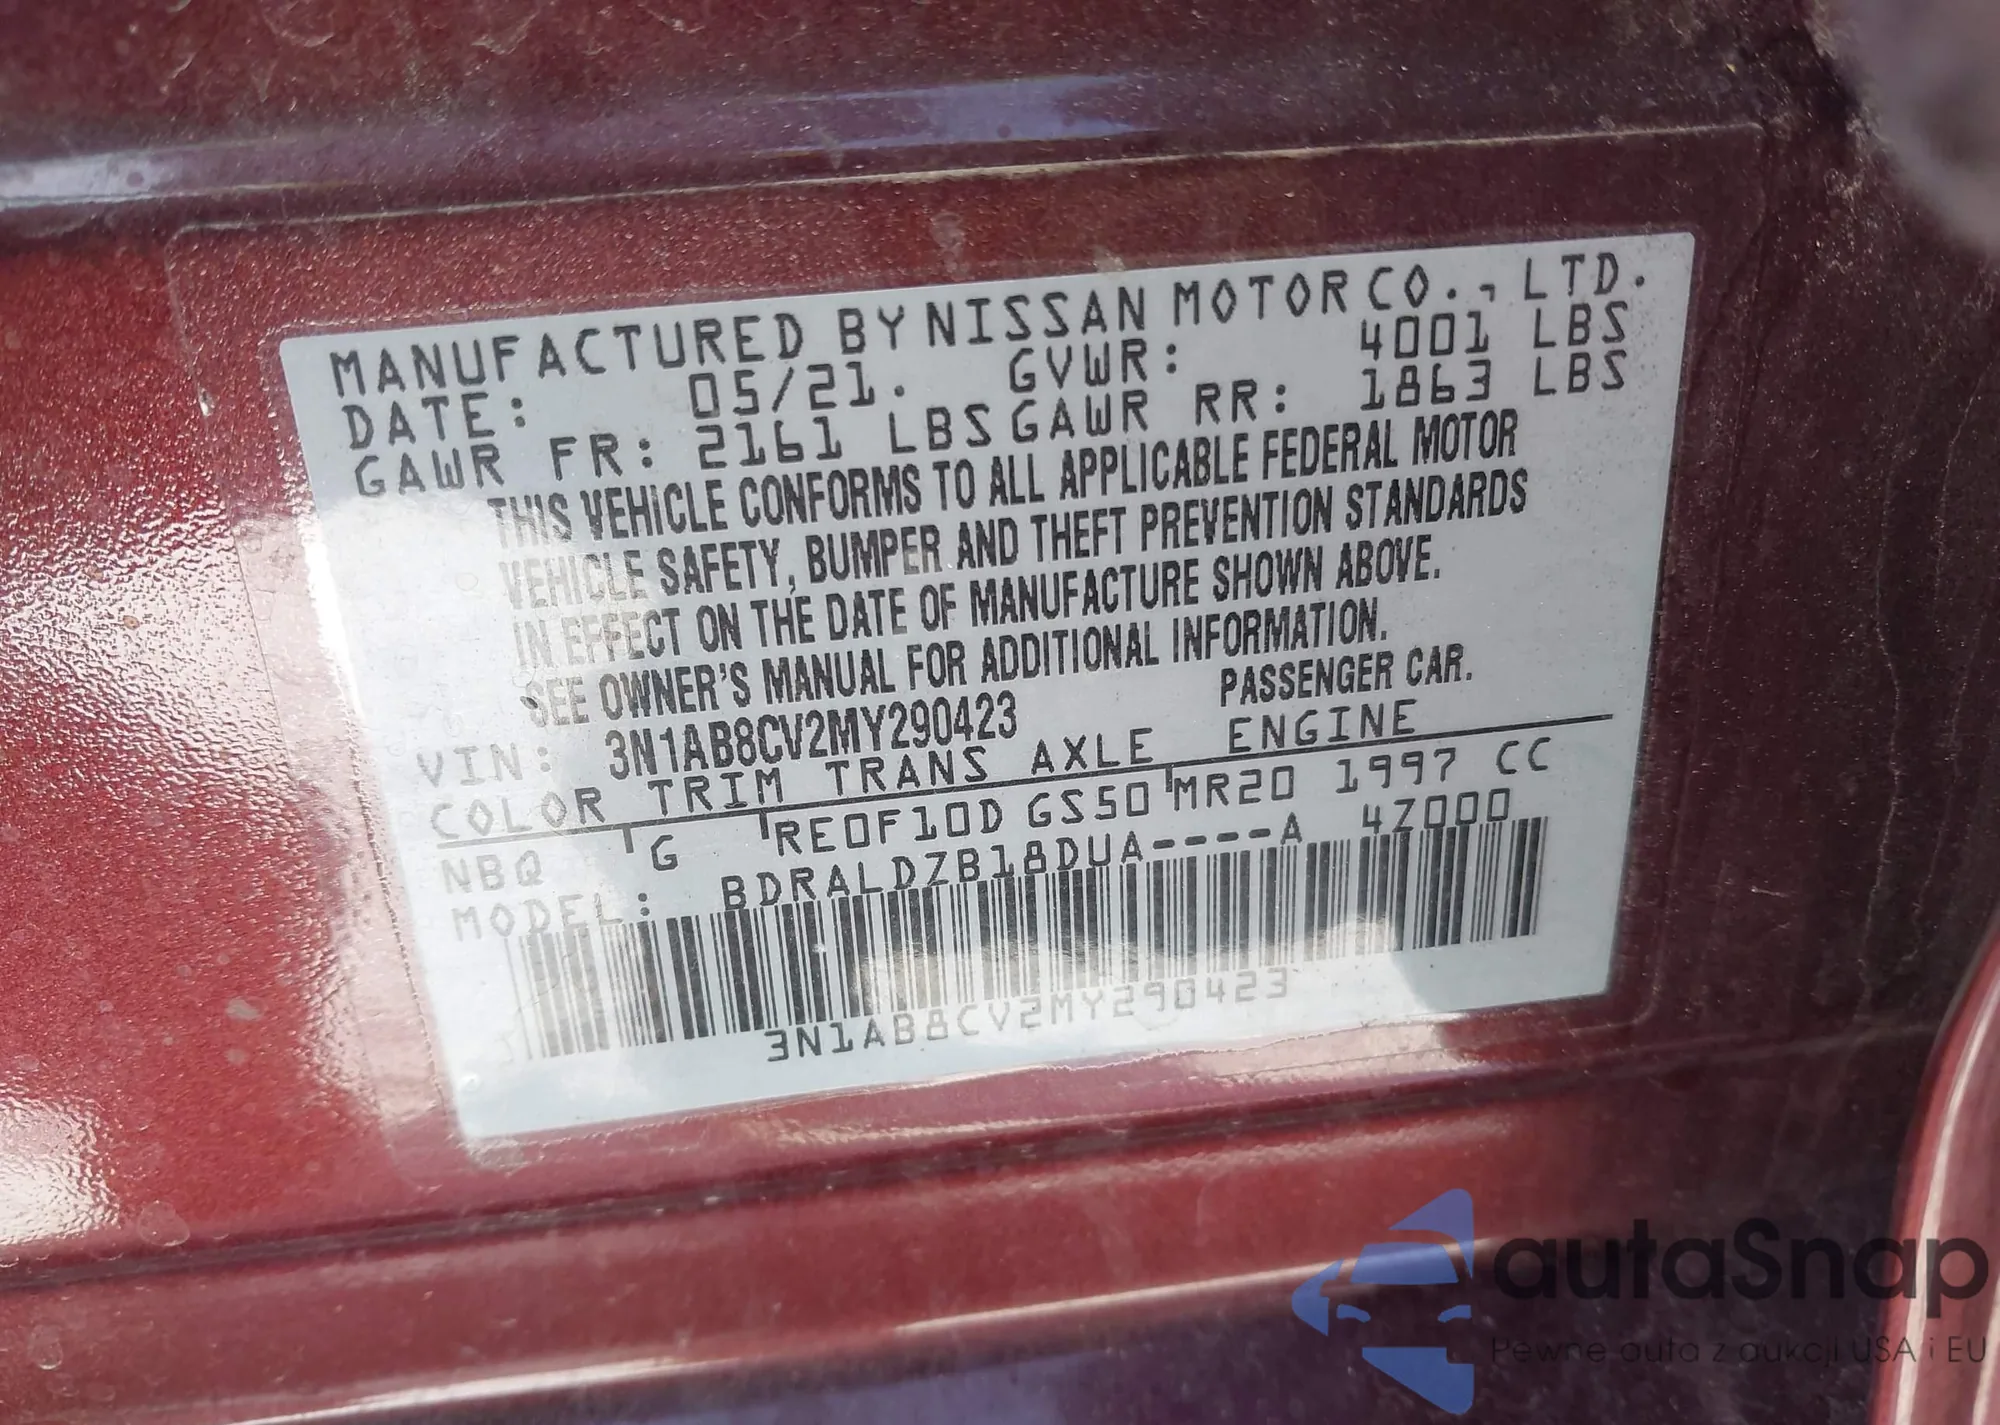 MANUFACTURED BY NISSAN MOTOR CO., LTD.
DATE: 05/21. GVWR: 4001 LBS
GAWR FR: 2161 LBS GAWR RR: 1863 LBS
THIS VEHICLE CONFORMS TO ALL APPLICABLE FEDERAL MOTOR
VEHICLE SAFETY, BUMPER AND THEFT PREVENTION STANDARDS
IN EFFECT ON THE DATE OF MANUFACTURE SHOWN ABOVE.
SEE OWNER'S MANUAL FOR ADDITIONAL INFORMATION.
VIN: 3N1AB8CV2MY290423 PASSENGER CAR.
COLOR TRIM TRANS AXLE ENGINE
NBQ G RE0F10D GS50 MR20 1997 CC
MODEL: BDRALDZB18DUA----A 4Z000
3N1AB8CV2MY290423
autaSnap
Pewne auta z aukcji USA i EU